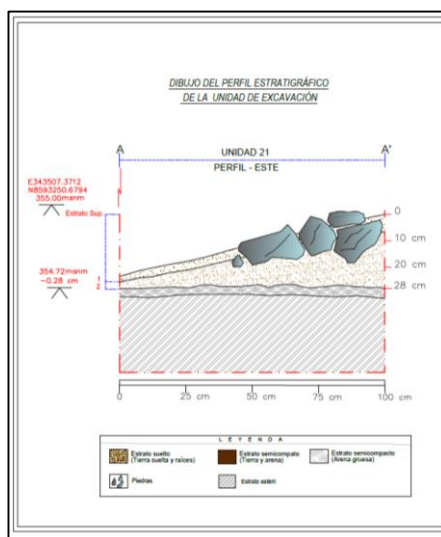 DIBUJO DEL PERFIL ESTRATIGRÁFICO
DE LA UNIDAD DE EXCAVACIÓN
A
UNIDAD 21
A'
PERFIL - ESTE
E343507.3712
N8593250.6794
355.00msnm
Estrato Sup.
0
10 cm
20 cm
28 cm
354.72msnm
-0.28 cm
1
2
0
25 cm
50 cm
75 cm
100 cm
LEYENDA
Estrato suelto
(Tierra suelta y raíces)
Estrato semicompato
(Tierra y arena)
Estrato semicompacto
(Arena gruesa)
Piedras
Estrato estéril